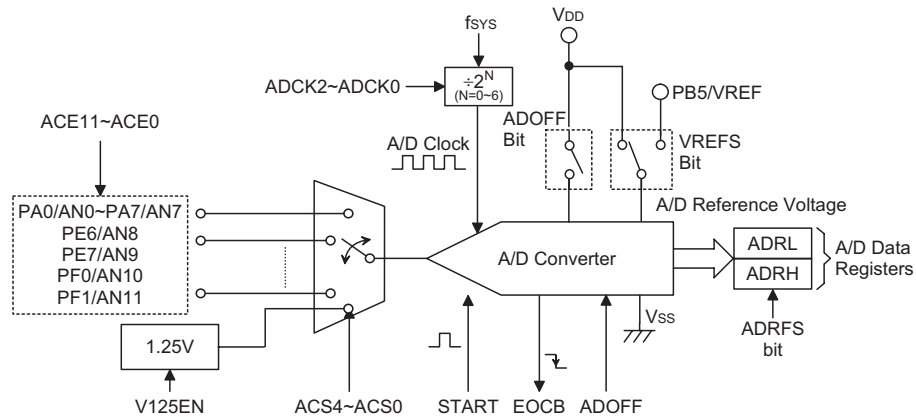 fSYS
VDD
ADCK2~ADCK0
÷2^N
(N=0~6)
PB5/VREF
ADOFF
Bit
VREFS
Bit
ACE11~ACE0
A/D Clock
PA0/AN0~PA7/AN7
PE6/AN8
PE7/AN9
PF0/AN10
PF1/AN11
A/D Reference Voltage
A/D Converter
ADRL
ADRH
A/D Data
Registers
VSS
ADRFS
bit
1.25V
V125EN
ACS4~ACS0
START
EOCB
ADOFF